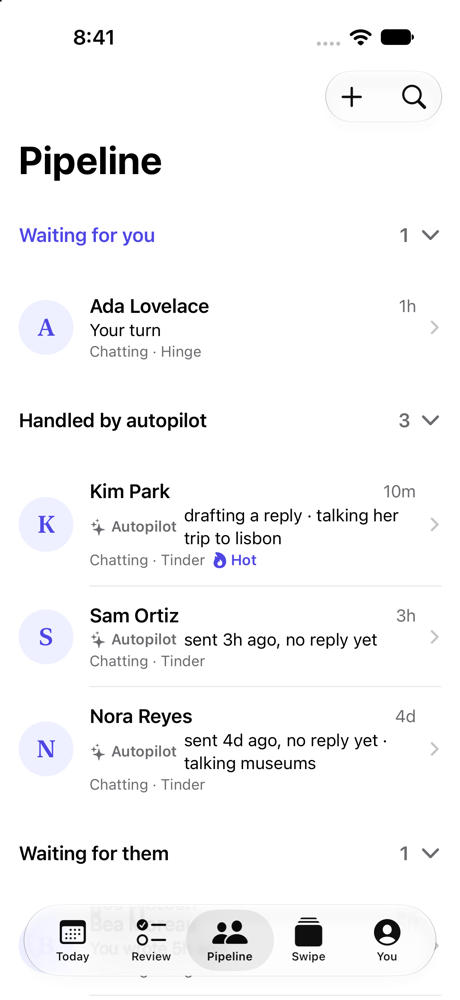 8:41
Pipeline
Waiting for you 1
A
Ada Lovelace 1h
Your turn
Chatting · Hinge
Handled by autopilot 3
K
Kim Park 10m
Autopilot drafting a reply · talking her
trip to lisbon
Chatting · Tinder Hot
S
Sam Ortiz 3h
Autopilot sent 3h ago, no reply yet
Chatting · Tinder
N
Nora Reyes 4d
Autopilot sent 4d ago, no reply yet ·
talking museums
Chatting · Tinder
Waiting for them 1
Today Review Pipeline Swipe You